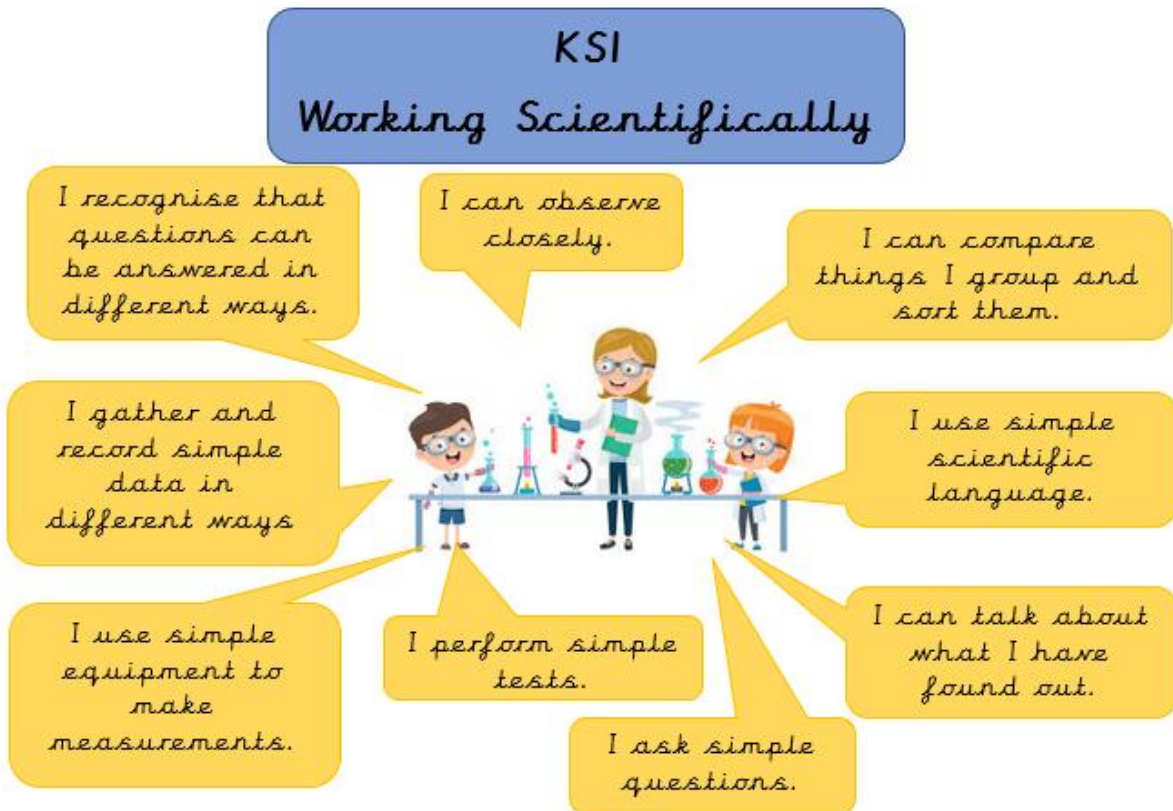 KS1
Working Scientifically
I recognise that
questions can
be answered in
different ways.
I can observe
closely.
I can compare
things I group and
sort them.
I gather and
record simple
data in
different ways
I use simple
scientific
language.
I use simple
equipment to
make
measurements.
I perform simple
tests.
I can talk about
what I have
found out.
I ask simple
questions.